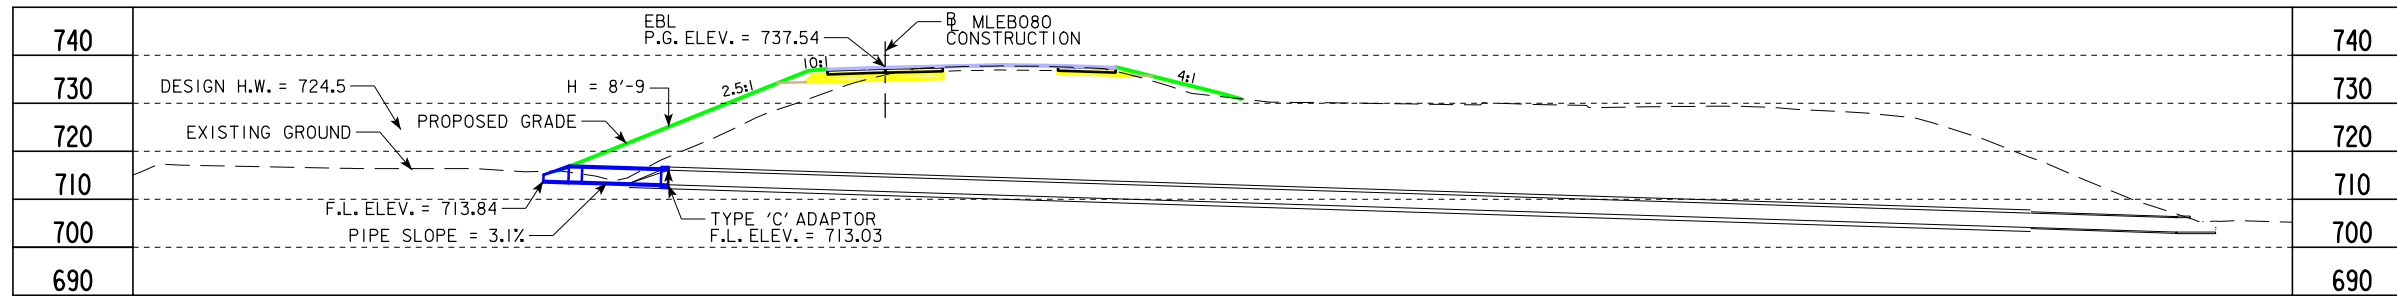 EBL
P.G. ELEV. = 737.54
BL MLEB080
CONSTRUCTION
740
740
10:1
4:1
2.5:1
DESIGN H.W. = 724.5
H = 8'-9
730
730
EXISTING GROUND
PROPOSED GRADE
720
720
710
710
F.L. ELEV. = 713.84
PIPE SLOPE = 3.1%
TYPE 'C' ADAPTOR
F.L. ELEV. = 713.03
700
700
690
690